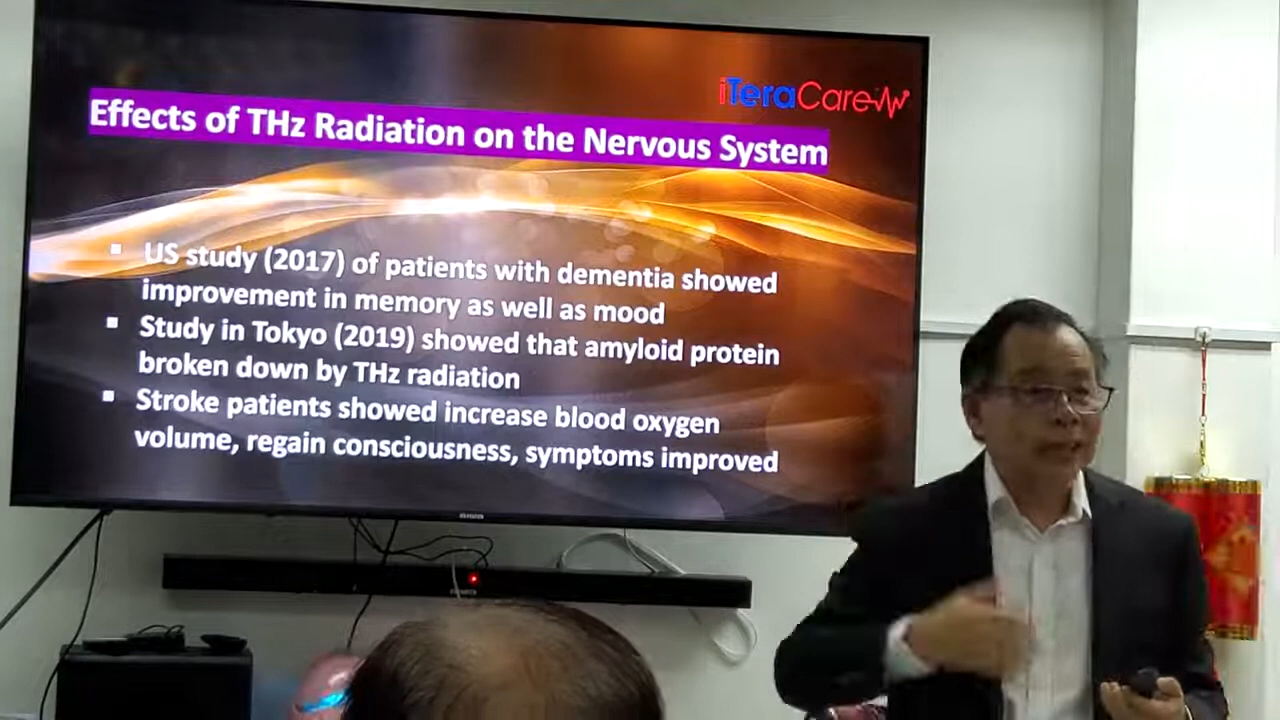 iTeraCare
Effects of THz Radiation on the Nervous System
▪ US study (2017) of patients with dementia showed
improvement in memory as well as mood
▪ Study in Tokyo (2019) showed that amyloid protein
broken down by THz radiation
▪ Stroke patients showed increase blood oxygen
volume, regain consciousness, symptoms improved